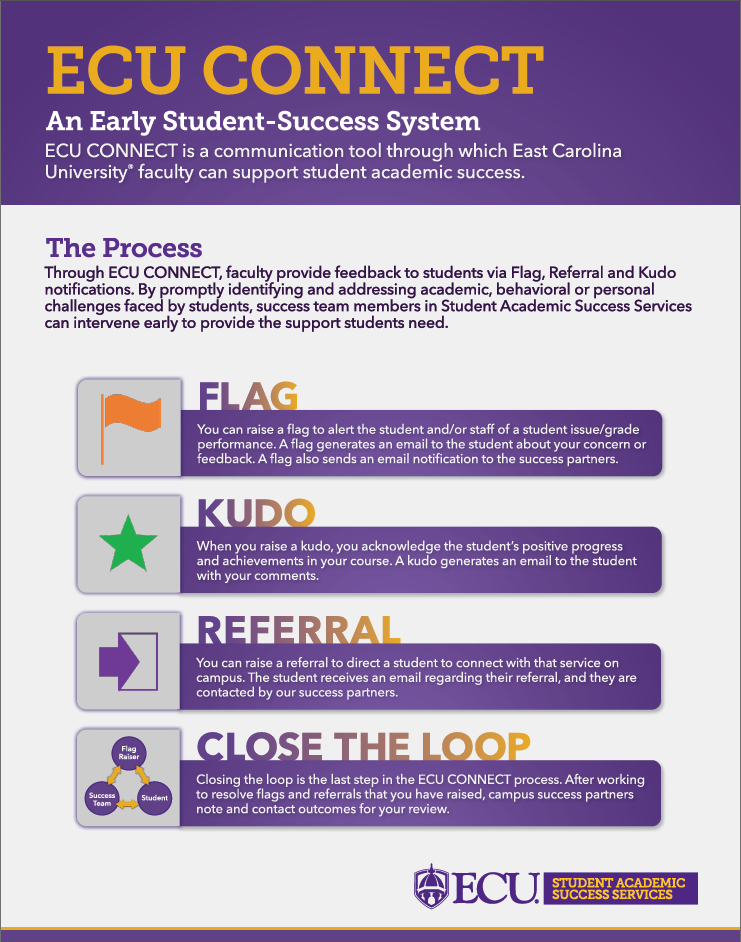 ECU CONNECT
An Early Student-Success System
ECU CONNECT is a communication tool through which East Carolina
University® faculty can support student academic success.
The Process
Through ECU CONNECT, faculty provide feedback to students via Flag, Referral and Kudo
notifications. By promptly identifying and addressing academic, behavioral or personal
challenges faced by students, success team members in Student Academic Success Services
can intervene early to provide the support students need.
FLAG
You can raise a flag to alert the student and/or staff of a student issue/grade
performance. A flag generates an email to the student about your concern or
feedback. A flag also sends an email notification to the success partners.
KUDO
When you raise a kudo, you acknowledge the student's positive progress
and achievements in your course. A kudo generates an email to the student
with your comments.
REFERRAL
You can raise a referral to direct a student to connect with that service on
campus. The student receives an email regarding their referral, and they are
contacted by our success partners.
Flag
Raiser
Success
Team
Student
CLOSE THE LOOP
Closing the loop is the last step in the ECU CONNECT process. After working
to resolve flags and referrals that you have raised, campus success partners
note and contact outcomes for your review.
ECU.
STUDENT ACADEMIC
SUCCESS SERVICES